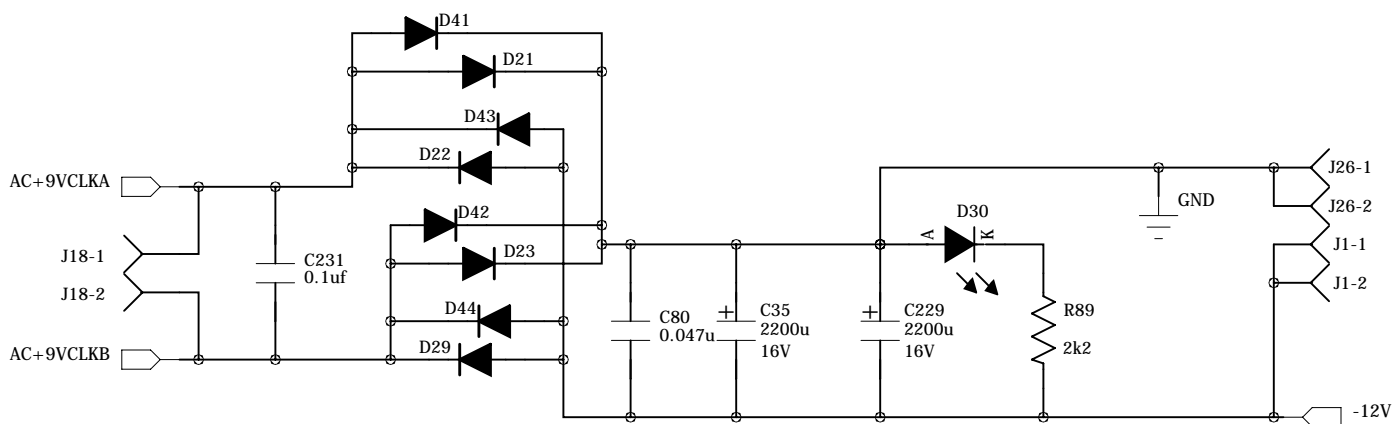 D41
D21
D43
D22
AC+9VCLKA
J26-1
GND
J26-2
D42
D30
A
K
J18-1
C231
0.1uf
D23
J1-1
J18-2
J1-2
D44
C80
0.047u
C35
2200u
16V
C229
2200u
16V
R89
2k2
AC+9VCLKB
D29
-12V